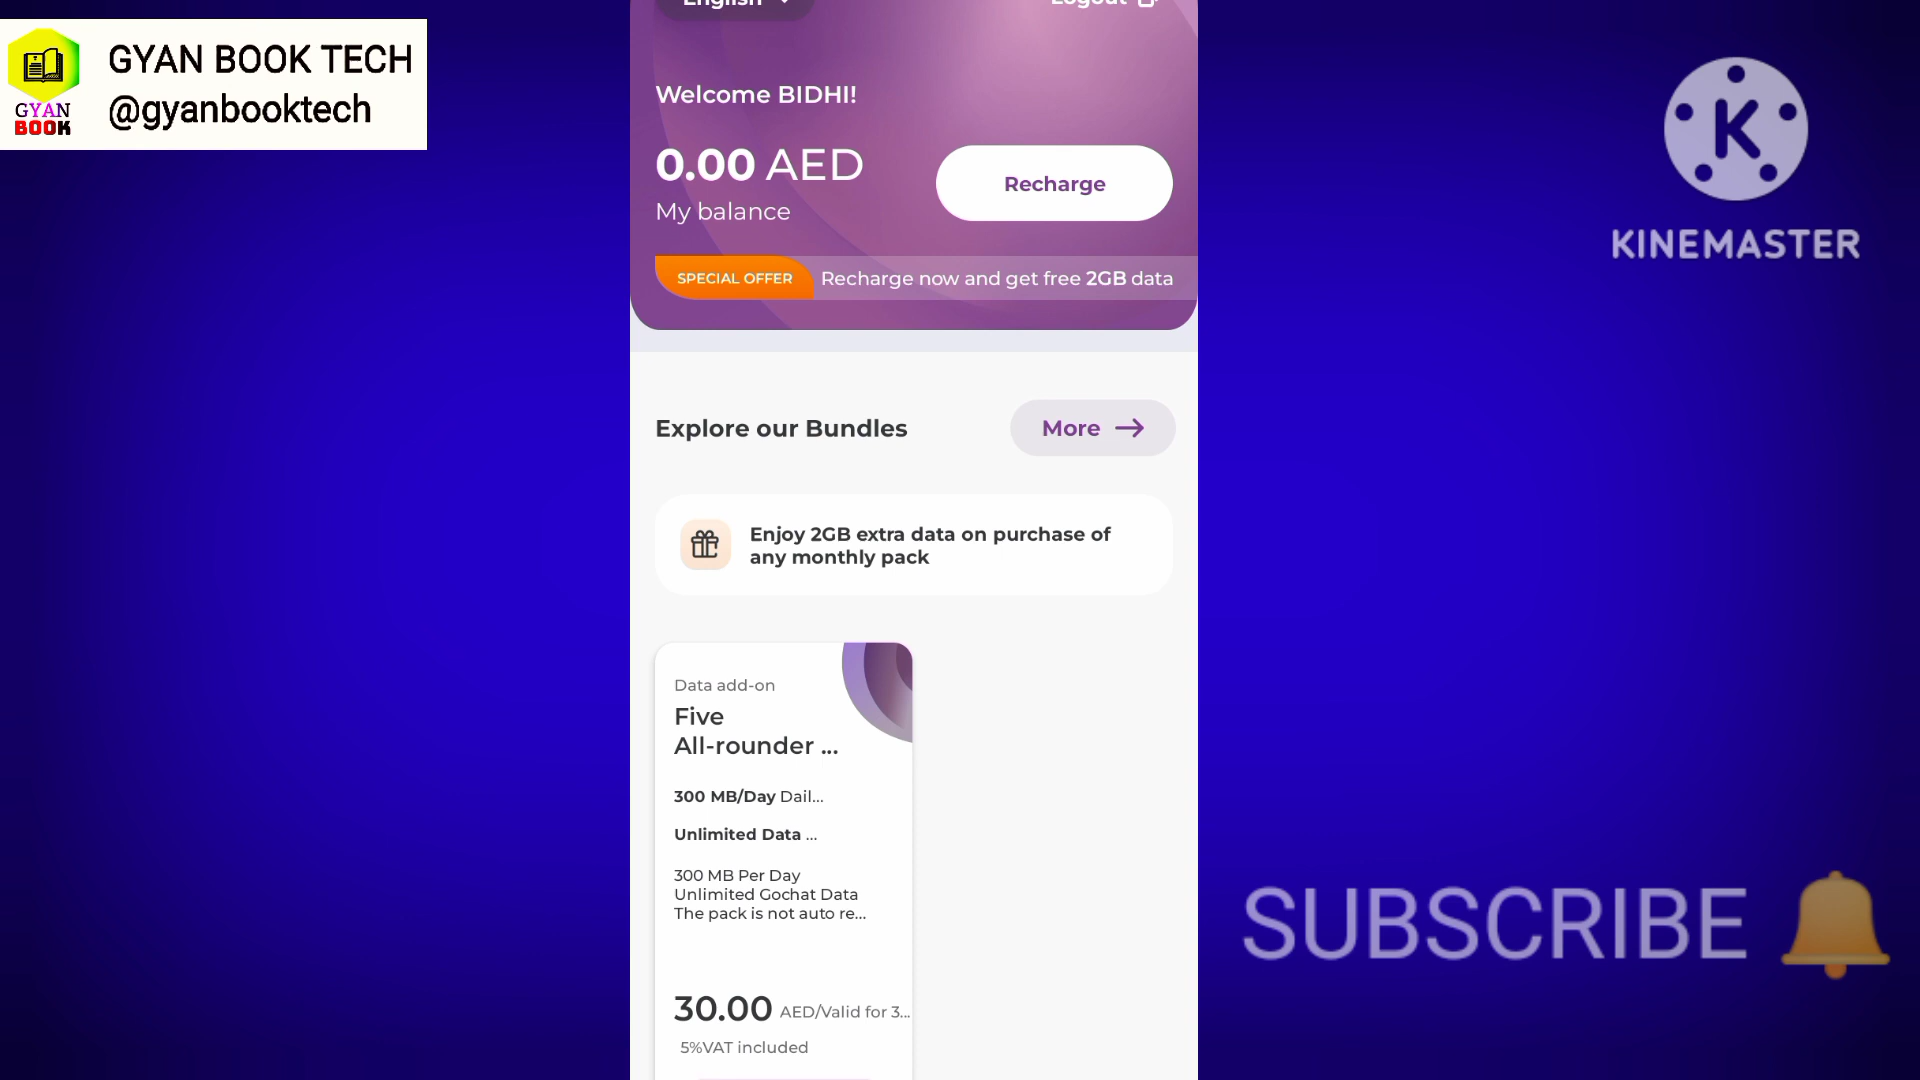 GYAN BOOK TECH
@gyanbooktech
GYAN
BOOK
K
KINEMASTER
English
Logout
Welcome BIDHI!
0.00 AED
My balance
Recharge
SPECIAL OFFER Recharge now and get free 2GB data
Explore our Bundles
More
Enjoy 2GB extra data on purchase of
any monthly pack
Data add-on
Five
All-rounder ...
300 MB/Day Dail...
Unlimited Data ...
300 MB Per Day
Unlimited Gochat Data
The pack is not auto re...
30.00 AED/Valid for 3...
5%VAT included
SUBSCRIBE